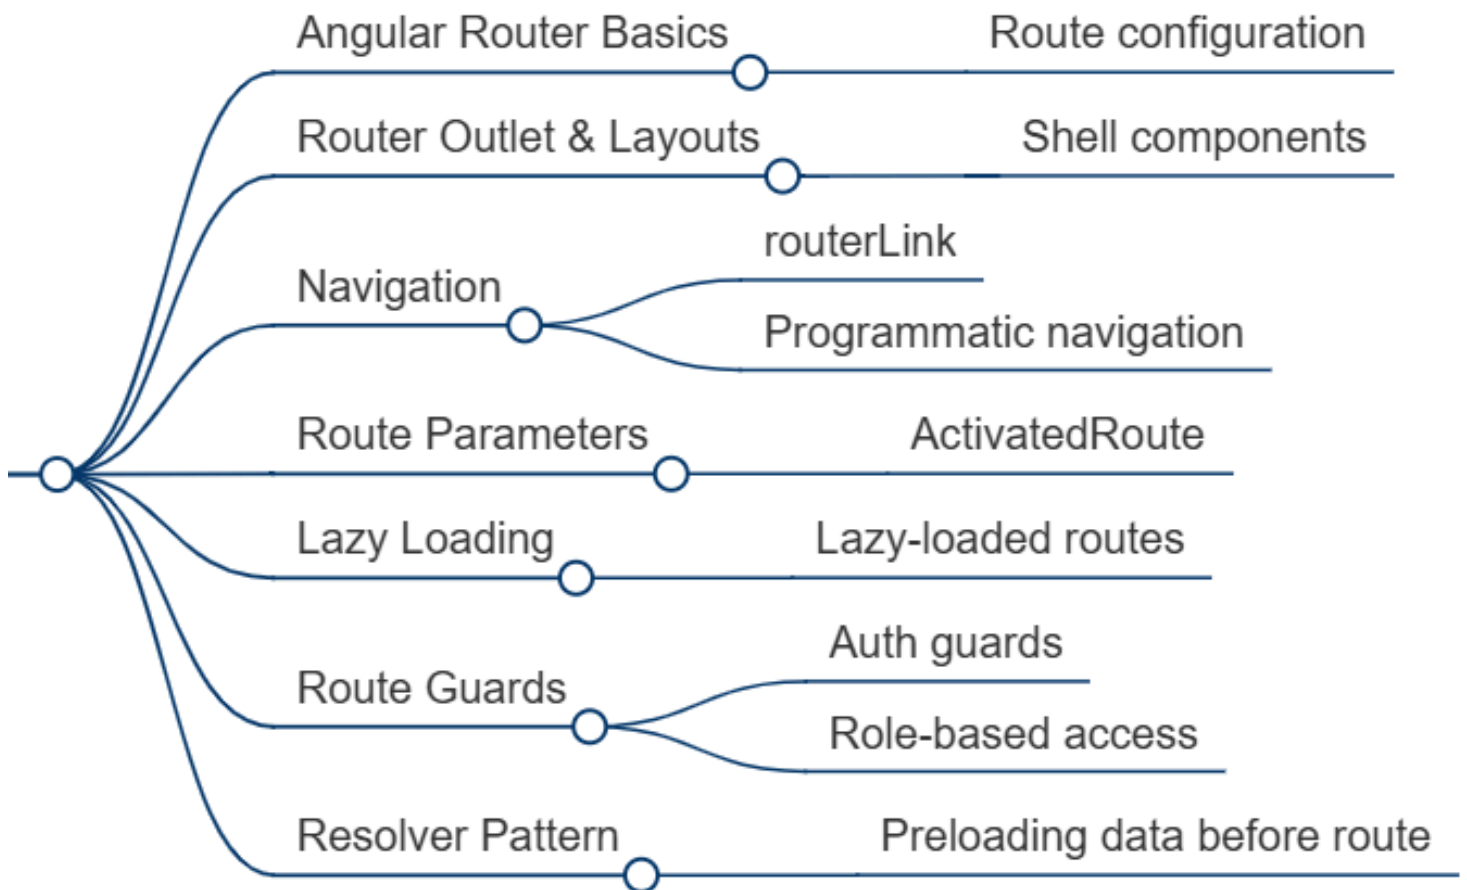 Angular Router Basics
Route configuration
Router Outlet & Layouts
Shell components
Navigation
routerLink
Programmatic navigation
Route Parameters
ActivatedRoute
Lazy Loading
Lazy-loaded routes
Route Guards
Auth guards
Role-based access
Resolver Pattern
Preloading data before route